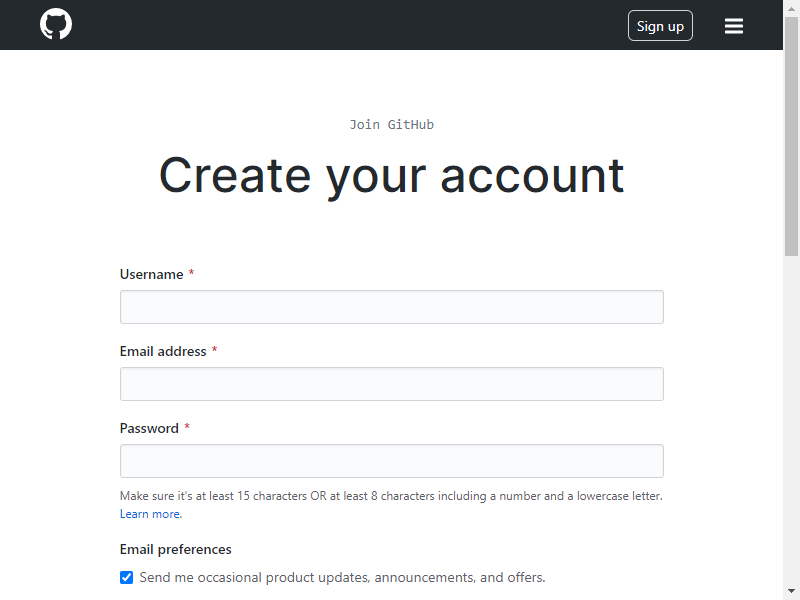 Sign up
Join GitHub
Create your account
Username *
Email address *
Password *
Make sure it's at least 15 characters OR at least 8 characters including a number and a lowercase letter.
Learn more.
Email preferences
Send me occasional product updates, announcements, and offers.